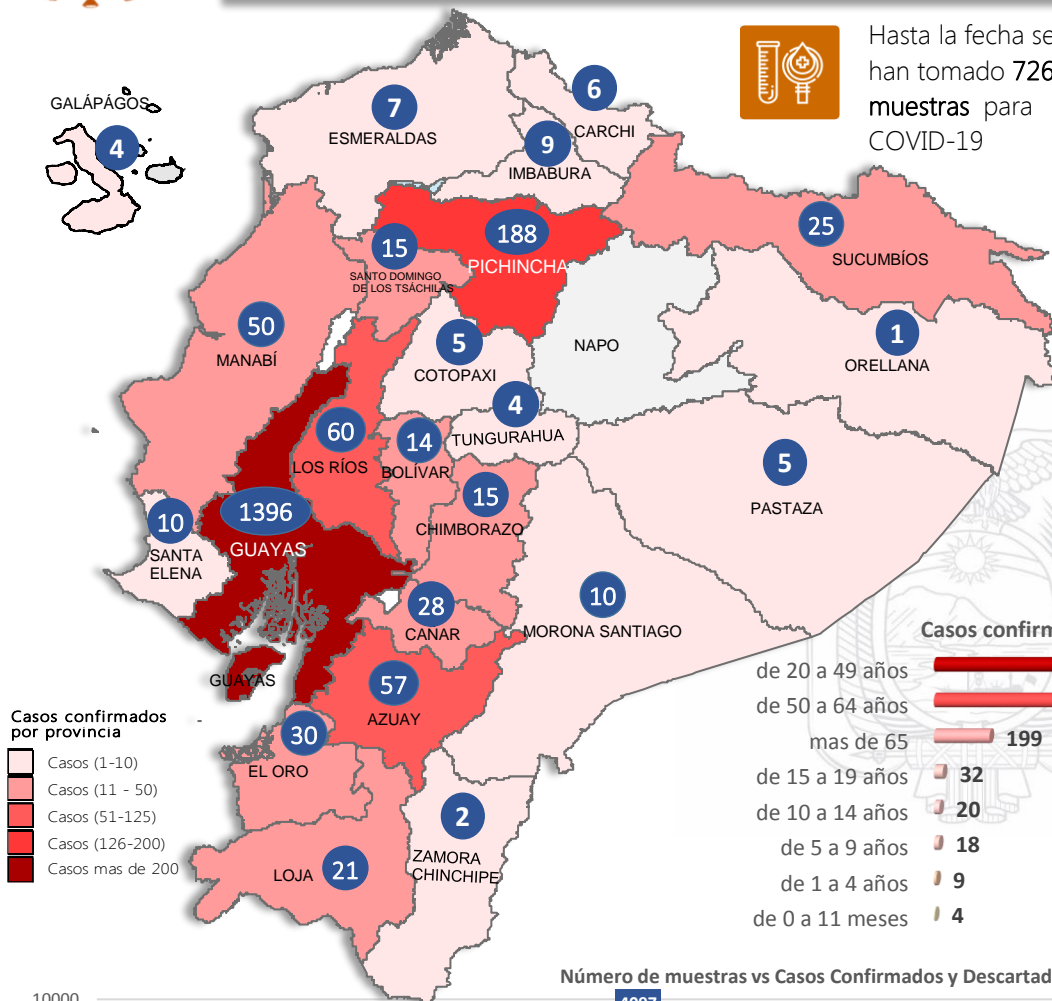 Hasta la fecha se
han tomado 726
muestras para
COVID-19
GALÁPÁGOS
4
7
ESMERALDAS
6
CARCHI
9
IMBABURA
25
SUCUMBÍOS
188
PICHINCHA
15
SANTO DOMINGO
DE LOS TSÁCHILAS
50
MANABÍ
5
COTOPAXI
NAPO
1
ORELLANA
4
TUNGURAHUA
60
LOS RÍOS
14
BOLÍVAR
5
PASTAZA
15
CHIMBORAZO
10
SANTA
ELENA
1396
GUAYAS
28
CANAR
10
MORONA SANTIAGO
GUAYAS
57
AZUAY
30
EL ORO
2
ZAMORA
CHINCHIPE
LOJA
21
Casos confirmados
por provincia
Casos (1-10)
Casos (11 - 50)
Casos (51-125)
Casos (126-200)
Casos mas de 200
Casos confirm
de 20 a 49 años
de 50 a 64 años
mas de 65 199
de 15 a 19 años 32
de 10 a 14 años 20
de 5 a 9 años 18
de 1 a 4 años 9
de 0 a 11 meses 4
Número de muestras vs Casos Confirmados y Descartad
10000